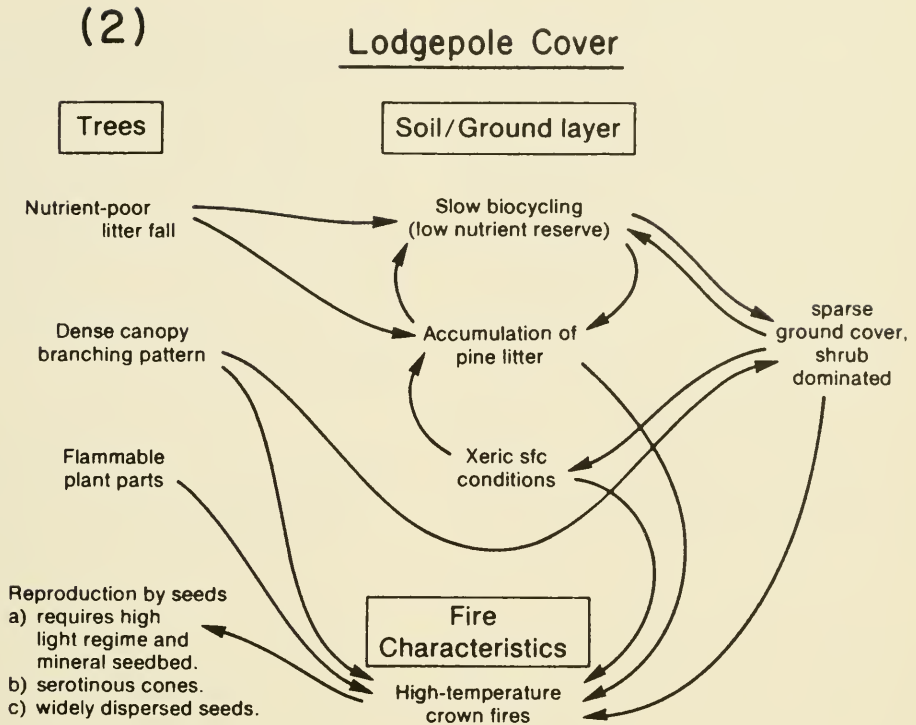 (2)
Lodgepole Cover
Trees
Soil/Ground layer
Nutrient-poor
litter fall
Slow biocycling
(low nutrient reserve)
Dense canopy
branching pattern
Accumulation of
pine litter
sparse
ground cover,
shrub
dominated
Flammable
plant parts
Xeric sfc
conditions
Reproduction by seeds
a) requires high
light regime and
mineral seedbed.
b) serotinous cones.
c) widely dispersed seeds.
Fire
Characteristics
High-temperature
crown fires